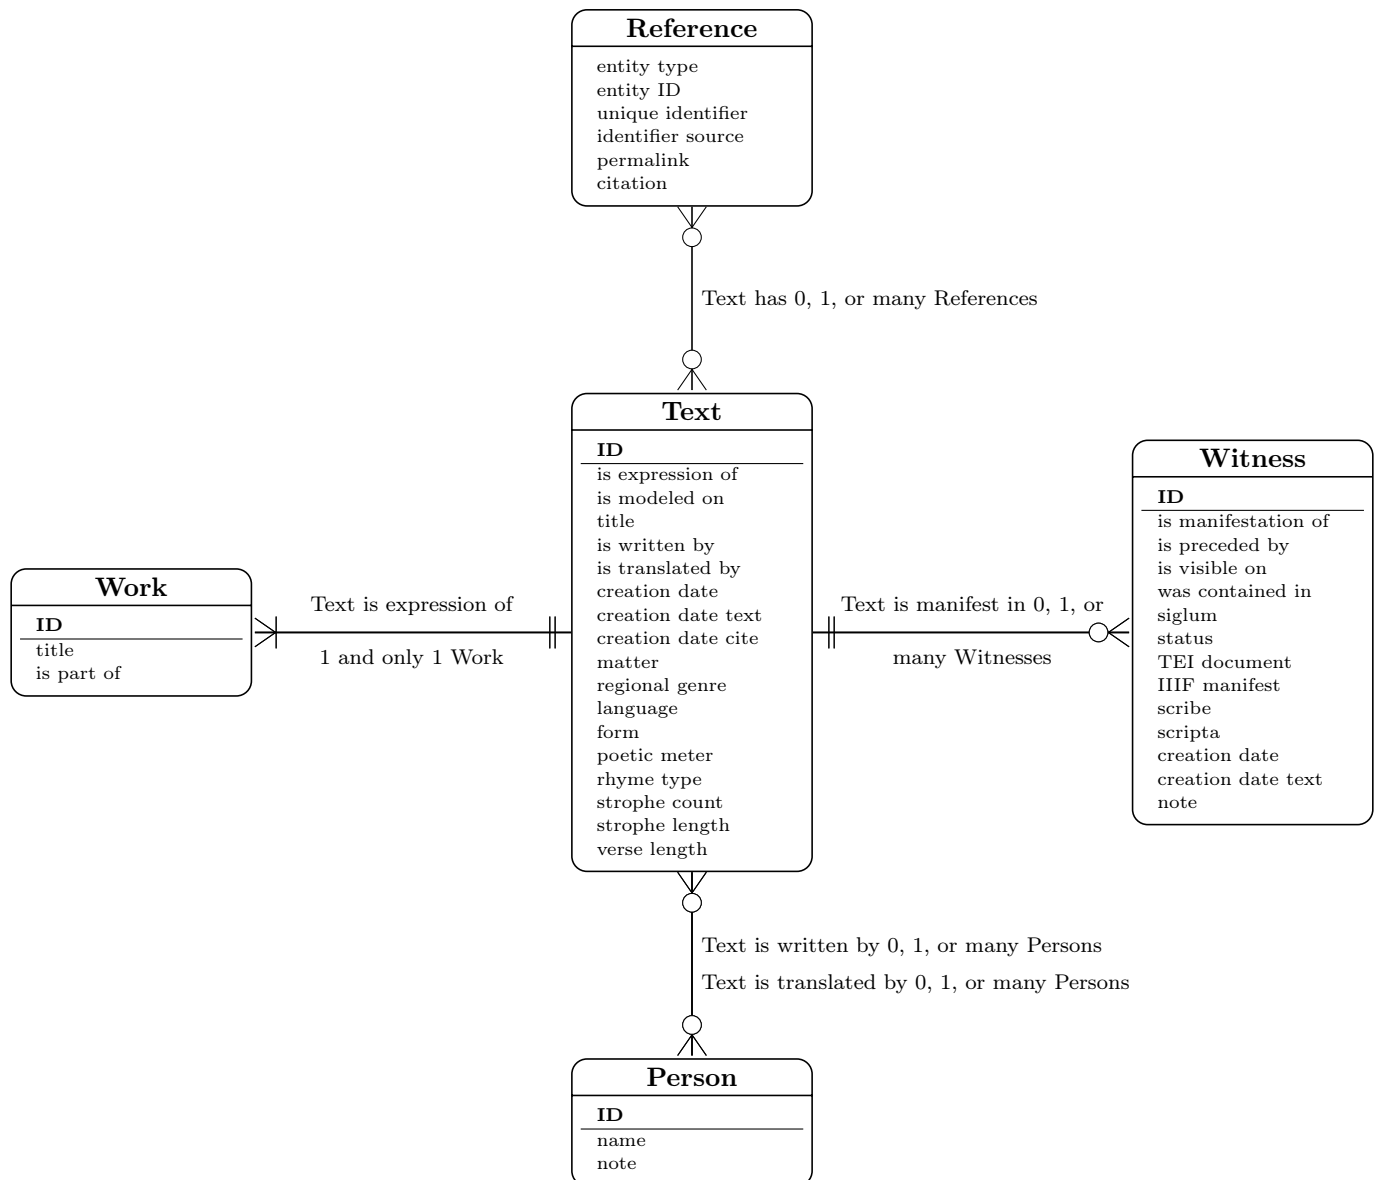 Reference
entity type
entity ID
unique identifier
identifier source
permalink
citation
Text has 0, 1, or many References
Text
ID
is expression of
is modeled on
title
is written by
is translated by
creation date
creation date text
creation date cite
matter
regional genre
language
form
poetic meter
rhyme type
strophe count
strophe length
verse length
Work
ID
title
is part of
Text is expression of
1 and only 1 Work
Text is manifest in 0, 1, or
many Witnesses
Witness
ID
is manifestation of
is preceded by
is visible on
was contained in
siglum
status
TEI document
IIIF manifest
scribe
scripta
creation date
creation date text
note
Text is written by 0, 1, or many Persons
Text is translated by 0, 1, or many Persons
Person
ID
name
note